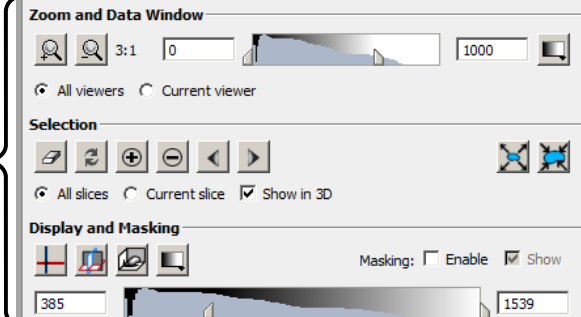 Zoom and Data Window
3:1 0 1000
All viewers Current viewer
Selection
All slices Current slice Show in 3D
Display and Masking
Masking: Enable Show
385 1539